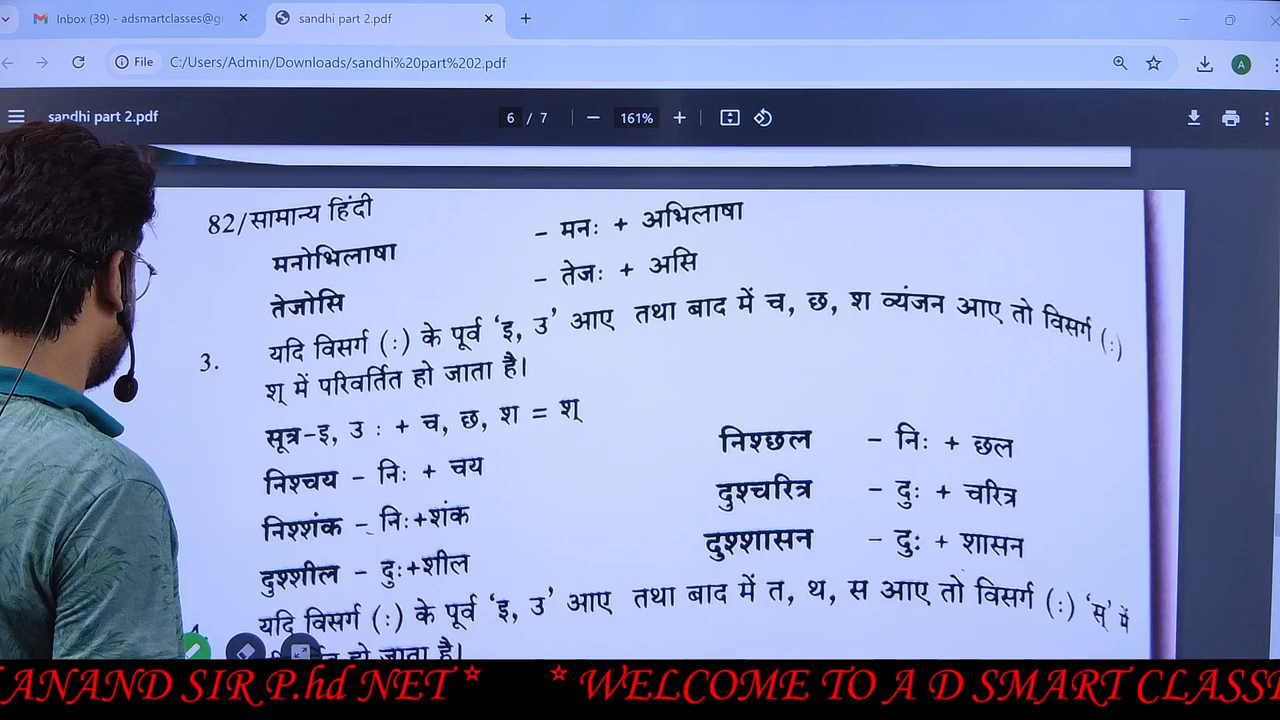 Inbox (39) - adsmartclasses@g
sandhi part 2.pdf
File
C:/Users/Admin/Downloads/sandhi%20part%202.pdf
A
sandhi part 2.pdf
6 / 7
161%
82/सामान्य हिंदी
मनोभिलाषा - मनः + अभिलाषा
तेजोसि - तेजः + असि
3. यदि विसर्ग (ः) के पूर्व ‘इ, उ’ आए तथा बाद में च, छ, श व्यंजन आए तो विसर्ग (ः)
श् में परिवर्तित हो जाता है।
सूत्र-इ, उ : + च, छ, श = श्
निश्चय - निः + चय निश्छल - निः + छल
निश्शंक - निः+शंक दुश्चरित्र - दुः + चरित्र
दुश्शील - दुः+शील दुश्शासन - दुः + शासन
यदि विसर्ग (ः) के पूर्व ‘इ, उ’ आए तथा बाद में त, थ, स आए तो विसर्ग (ः) ‘स्’ में
हो जाता है।
ANAND SIR P.hd NET * * WELCOME TO A D SMART CLASSE